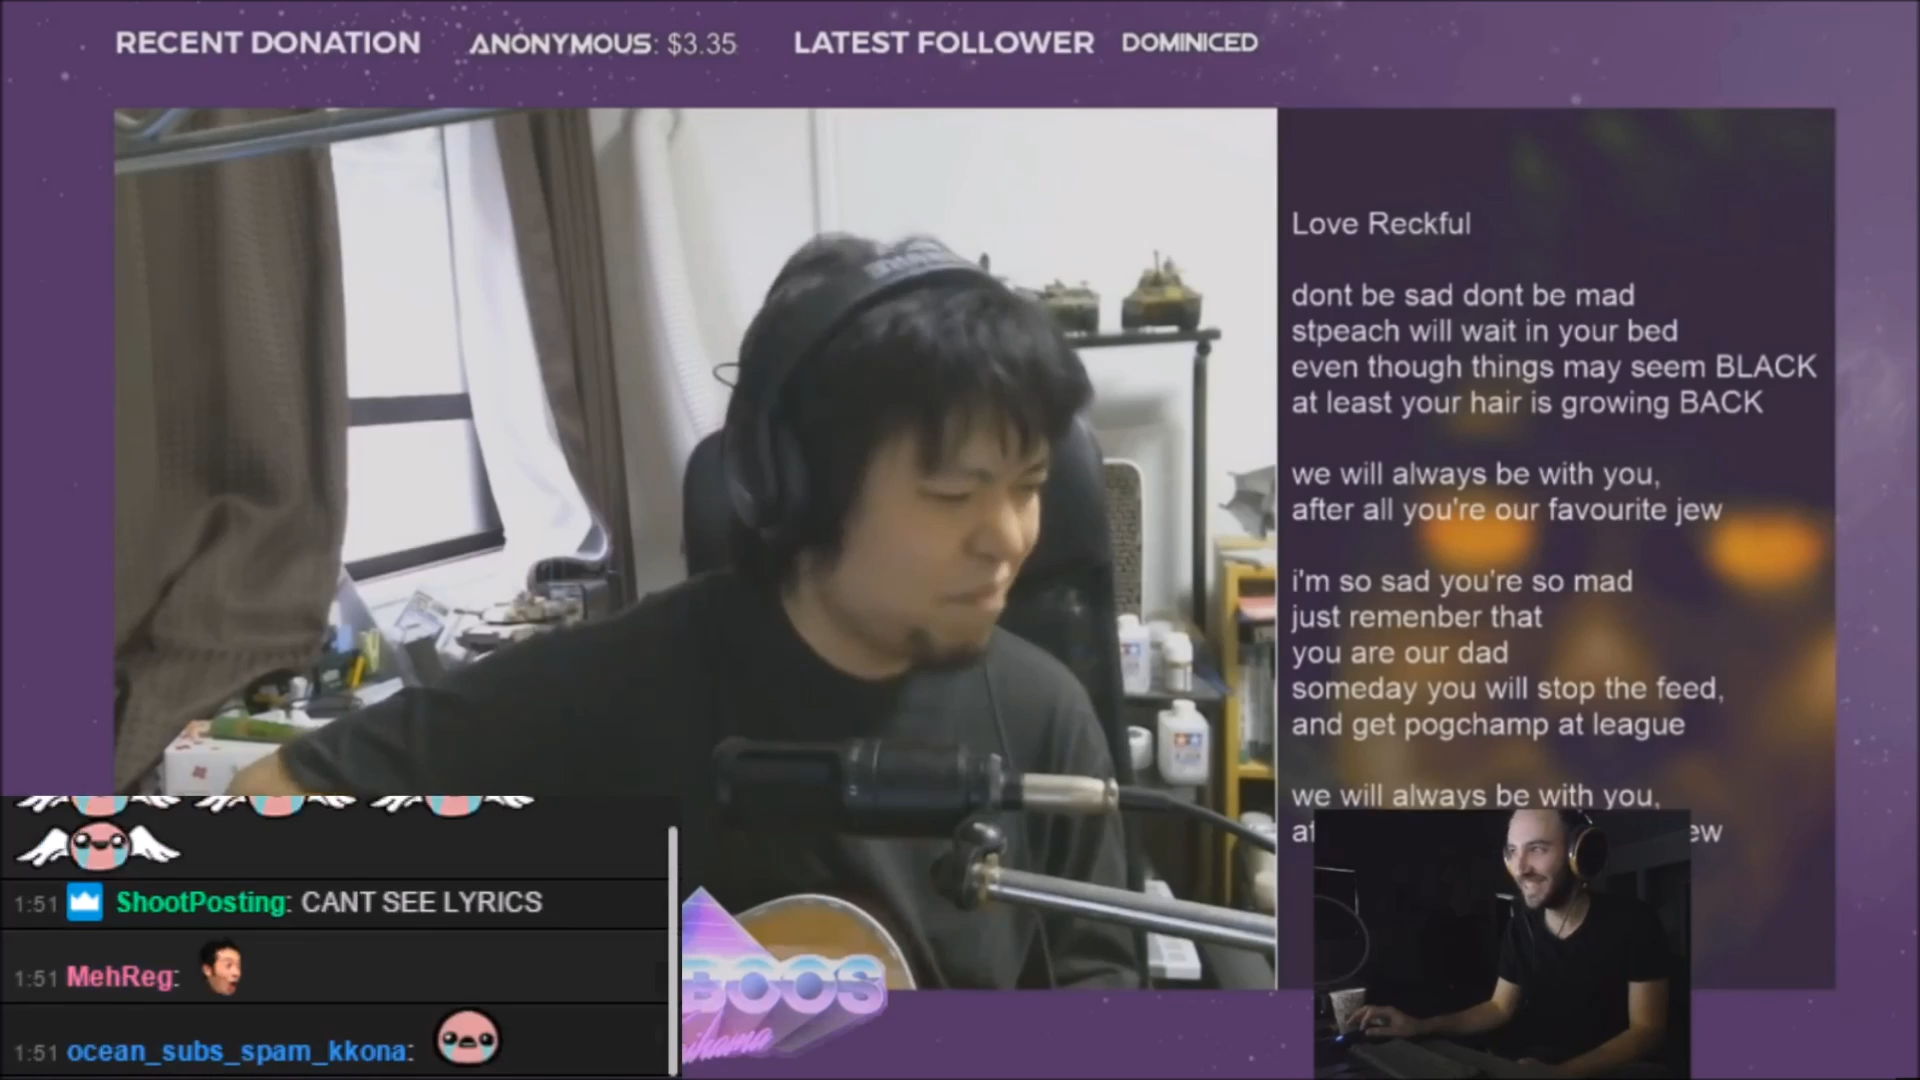 RECENT DONATION ANONYMOUS: $3.35 LATEST FOLLOWER DOMINICED
Love Reckful
dont be sad dont be mad
stpeach will wait in your bed
even though things may seem BLACK
at least your hair is growing BACK
we will always be with you,
after all you're our favourite jew
i'm so sad you're so mad
just remenber that
you are our dad
someday you will stop the feed,
and get pogchamp at league
we will always be with you,
af
ew
1:51 ShootPosting: CANT SEE LYRICS
1:51 MehReg:
1:51 ocean_subs_spam_kkona:
BOOS